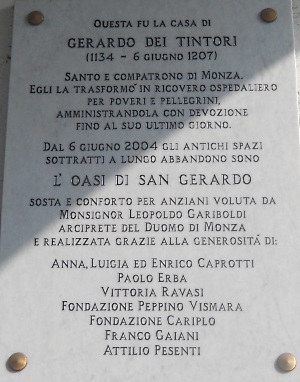 Questa fu la casa di
GERARDO DEI TINTORI
(1134 - 6 giugno 1207)
Santo e compatrono di Monza.
Egli la trasformò in ricovero ospedaliero
per poveri e pellegrini,
amministrandola con devozione
fino al suo ultimo giorno.
Dal 6 giugno 2004 gli antichi spazi
sottratti a lungo abbandono sono
L' OASI DI SAN GERARDO
sosta e conforto per anziani voluta da
Monsignor Leopoldo Gariboldi
arciprete del Duomo di Monza
e realizzata grazie alla generosità di:
Anna, Luigia ed Enrico Caprotti
Paolo Erba
Vittoria Ravasi
Fondazione Peppino Vismara
Fondazione Cariplo
Franco Gaiani
Attilio Pesenti